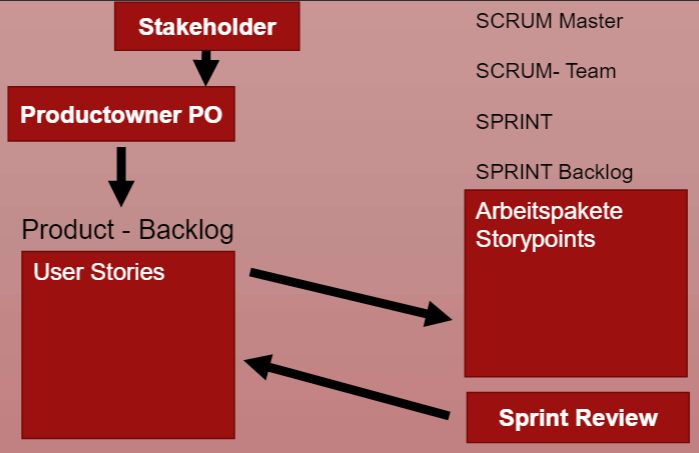 Stakeholder
Productowner PO
Product - Backlog
User Stories
SCRUM Master
SCRUM- Team
SPRINT
SPRINT Backlog
Arbeitspakete
Storypoints
Sprint Review